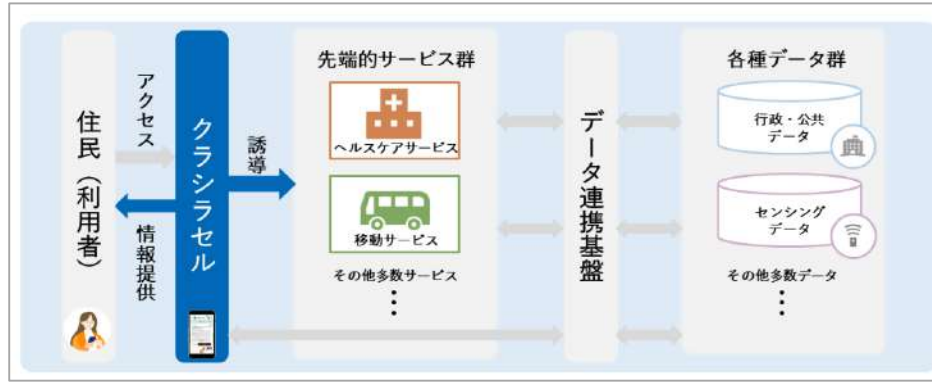 住民（利用者）
アクセス
情報提供
クラシラセル
誘導
先端的サービス群
ヘルスケアサービス
移動サービス
その他多数サービス
⋮
データ連携基盤
各種データ群
行政・公共
データ
センシング
データ
その他多数データ
⋮